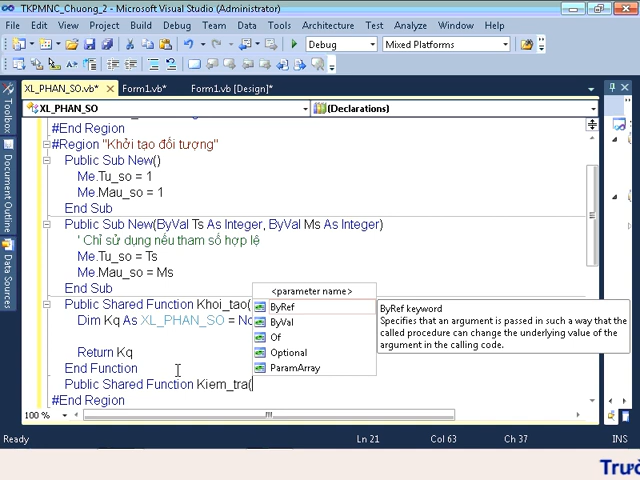 TKPMNC_Chuong_2 - Microsoft Visual Studio (Administrator)
File Edit View Project Build Debug Team Data Tools Architecture Test Analyze Window Help
Debug Mixed Platforms
XL_PHAN_SO.vb* Form1.vb* Form1.vb [Design]*
XL_PHAN_SO (Declarations)
#End Region
#Region "Khởi tạo đối tượng"
Public Sub New()
Me.Tu_so = 1
Me.Mau_so = 1
End Sub
Public Sub New(ByVal Ts As Integer, ByVal Ms As Integer)
' Chỉ sử dụng nếu tham số hợp lệ
Me.Tu_so = Ts
Me.Mau_so = Ms
End Sub
Public Shared Function Khoi_tao(
Dim Kq As XL_PHAN_SO = No
Return Kq
End Function
Public Shared Function Kiem_tra(
#End Region
<parameter name>
ByRef
ByVal
Of
Optional
ParamArray
ByRef keyword
Specifies that an argument is passed in such a way that the
called procedure can change the underlying value of the
argument in the calling code.
Toolbox
Document Outline
Data Sources
100 %
Ready Ln 21 Col 63 Ch 37 INS
Trườ